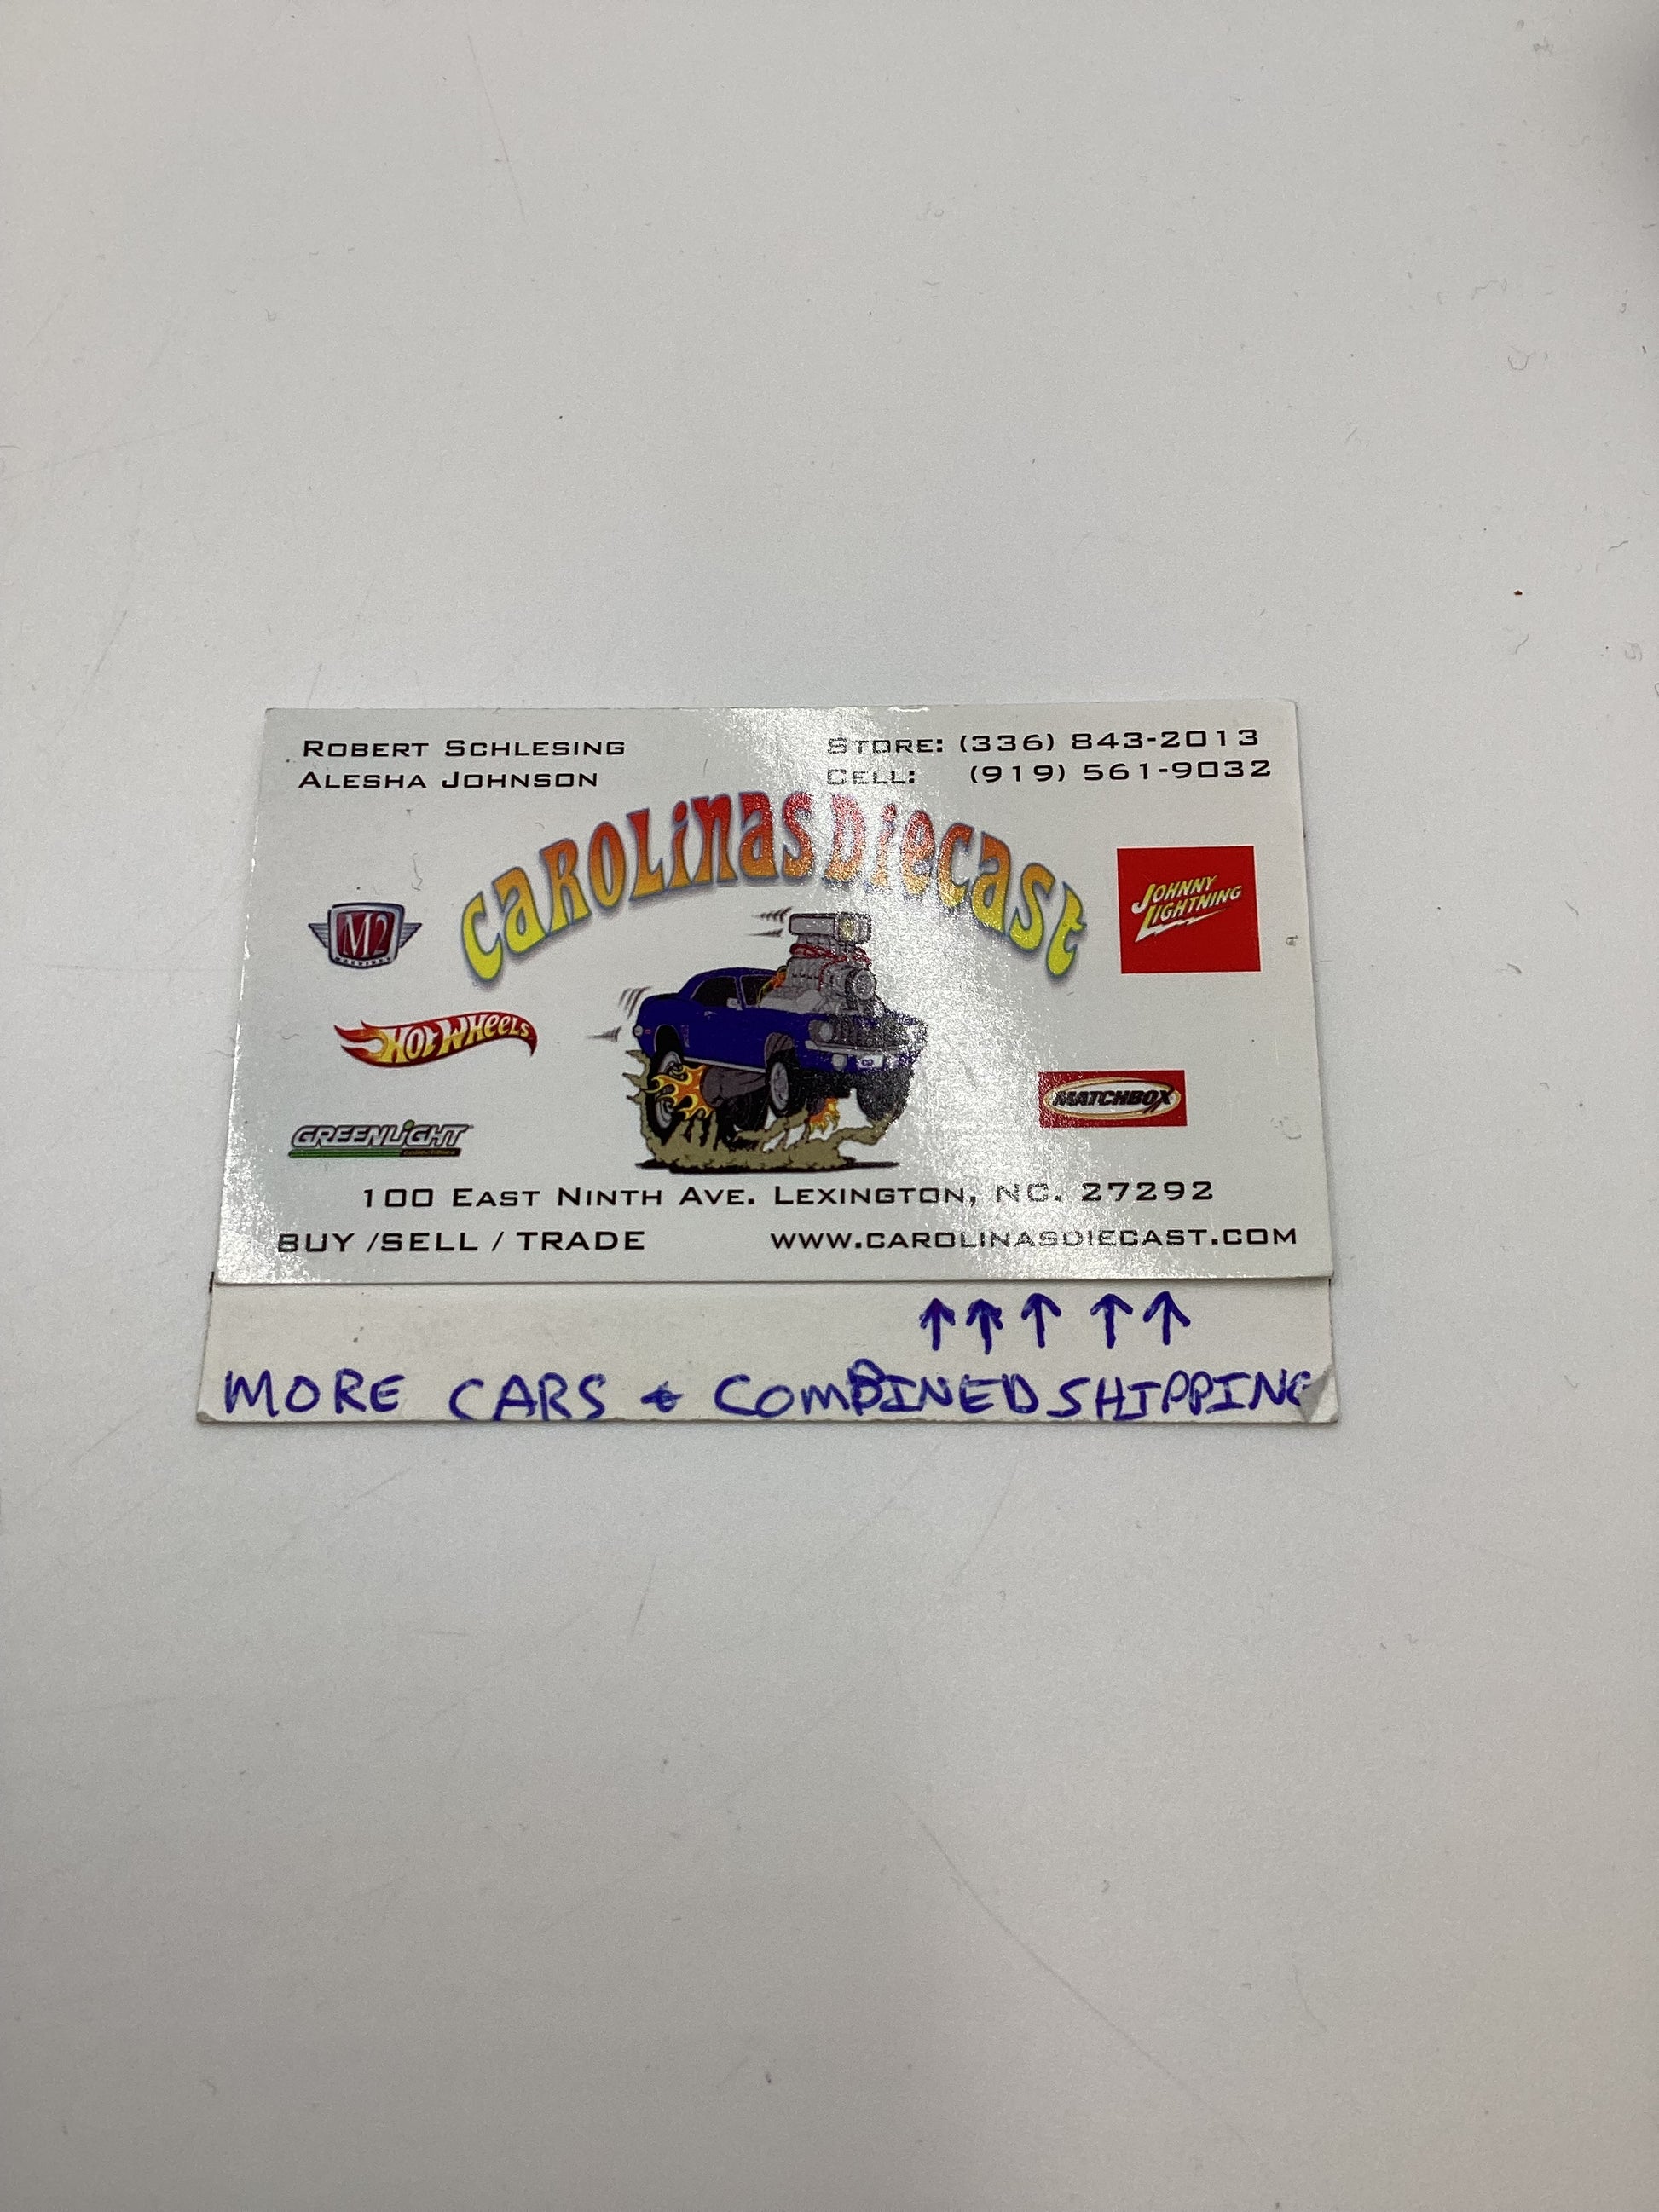 ROBERT SCHLESING
ALESHA JOHNSON
STORE: (336) 843-2013
CELL: (919) 561-9032
CAROLINAS DIECAST
M2
MACHINES
JOHNNY
LIGHTNING
HOT WHEELS
MATCHBOX
GREENLIGHT
COLLECTIBLES
100 EAST NINTH AVE. LEXINGTON, NC. 27292
BUY /SELL / TRADE
WWW.CAROLINASDIECAST.COM
↑↑↑ ↑↑
MORE CARS & COMBINED SHIPPING